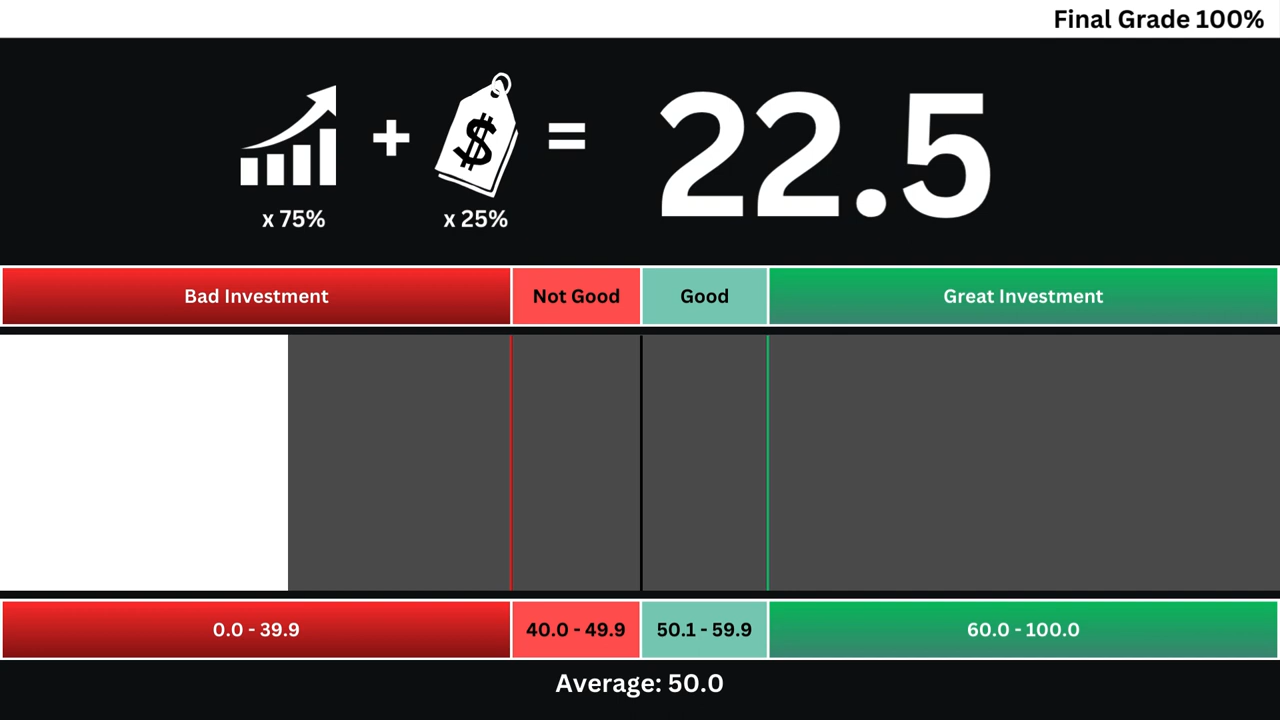 Final Grade 100%
+ $ = 22.5
x 75% x 25%
Bad Investment Not Good Good Great Investment
0.0 - 39.9 40.0 - 49.9 50.1 - 59.9 60.0 - 100.0
Average: 50.0